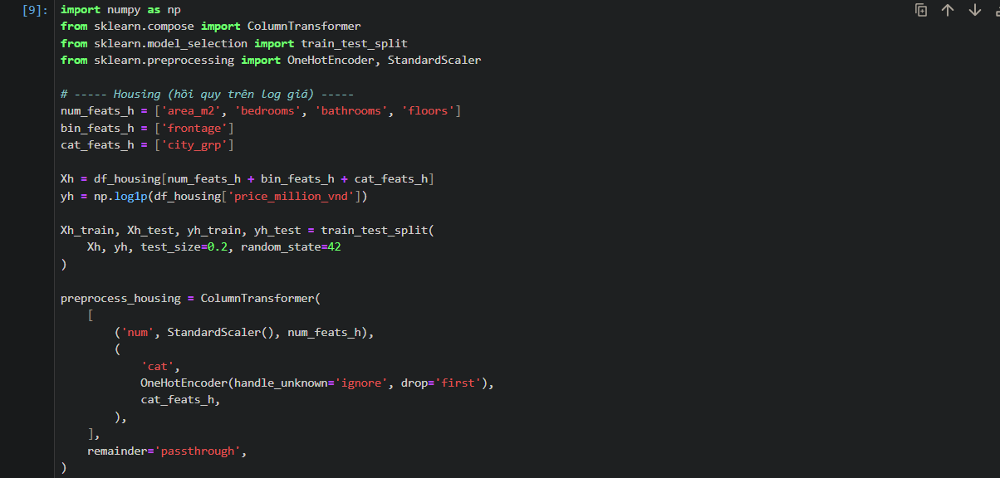 [9]:
import numpy as np
from sklearn.compose import ColumnTransformer
from sklearn.model_selection import train_test_split
from sklearn.preprocessing import OneHotEncoder, StandardScaler

# ----- Housing (hồi quy trên log giá) -----
num_feats_h = ['area_m2', 'bedrooms', 'bathrooms', 'floors']
bin_feats_h = ['frontage']
cat_feats_h = ['city_grp']

Xh = df_housing[num_feats_h + bin_feats_h + cat_feats_h]
yh = np.log1p(df_housing['price_million_vnd'])

Xh_train, Xh_test, yh_train, yh_test = train_test_split(
    Xh, yh, test_size=0.2, random_state=42
)

preprocess_housing = ColumnTransformer(
    [
        ('num', StandardScaler(), num_feats_h),
        (
            'cat',
            OneHotEncoder(handle_unknown='ignore', drop='first'),
            cat_feats_h,
        ),
    ],
    remainder='passthrough',
)